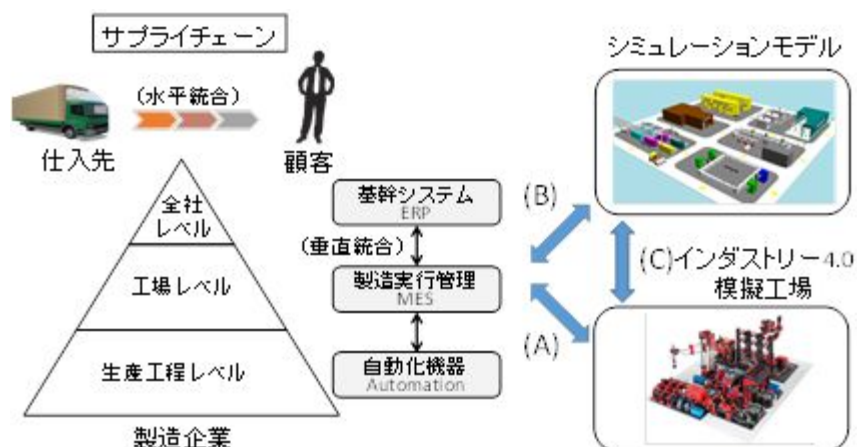 サプライチェーン
(水平統合)
仕入先
顧客
全社
レベル
工場レベル
生産工程レベル
製造企業
基幹システム
ERP
(垂直統合)
製造実行管理
MES
自動化機器
Automation
シミュレーションモデル
(B)
(C)インダストリー4.0
模擬工場
(A)